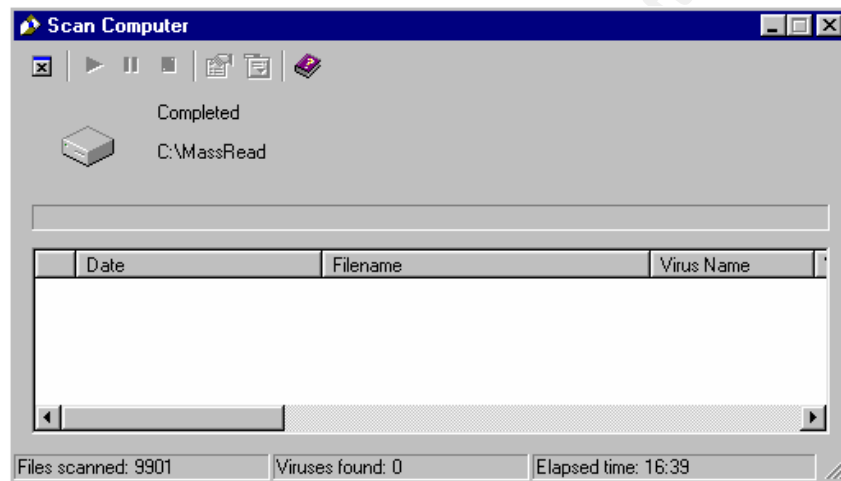 Scan Computer
Completed
C:\MassRead
Date Filename Virus Name
Files scanned: 9901 Viruses found: 0 Elapsed time: 16:39